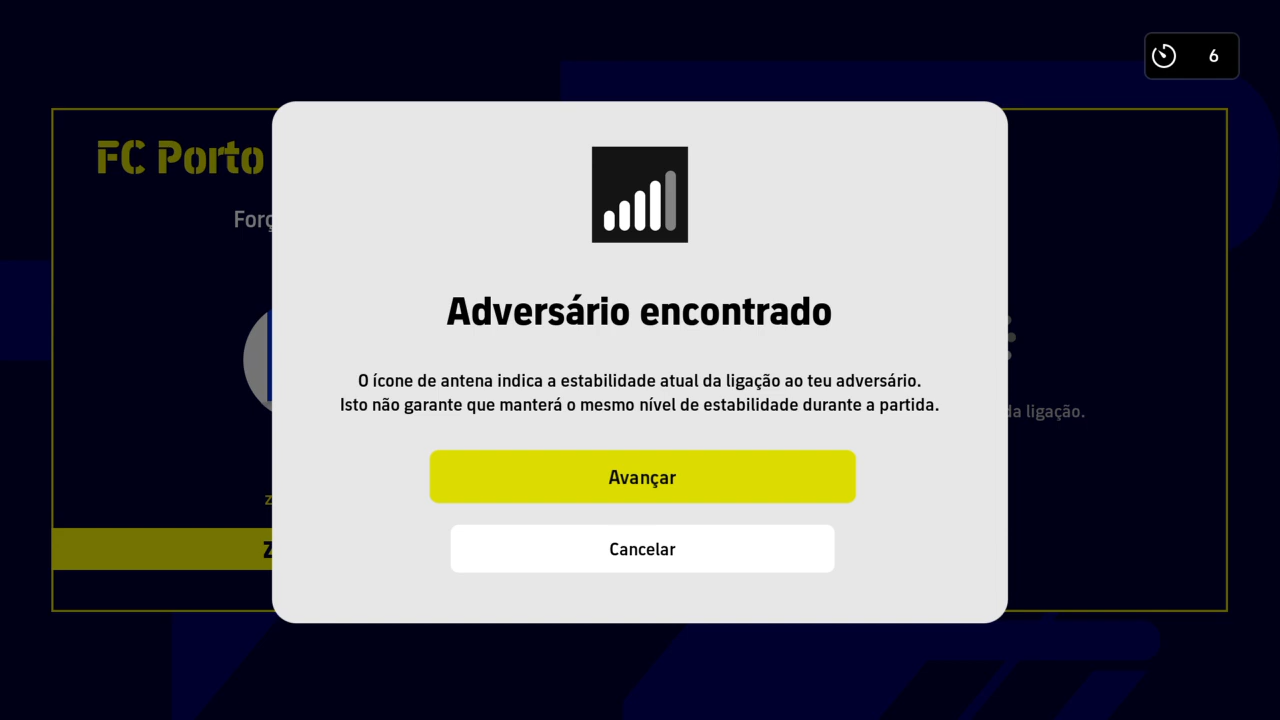 6
FC Porto
Adversário encontrado
O ícone de antena indica a estabilidade atual da ligação ao teu adversário.
Isto não garante que manterá o mesmo nível de estabilidade durante a partida.
da ligação.
Avançar
Cancelar